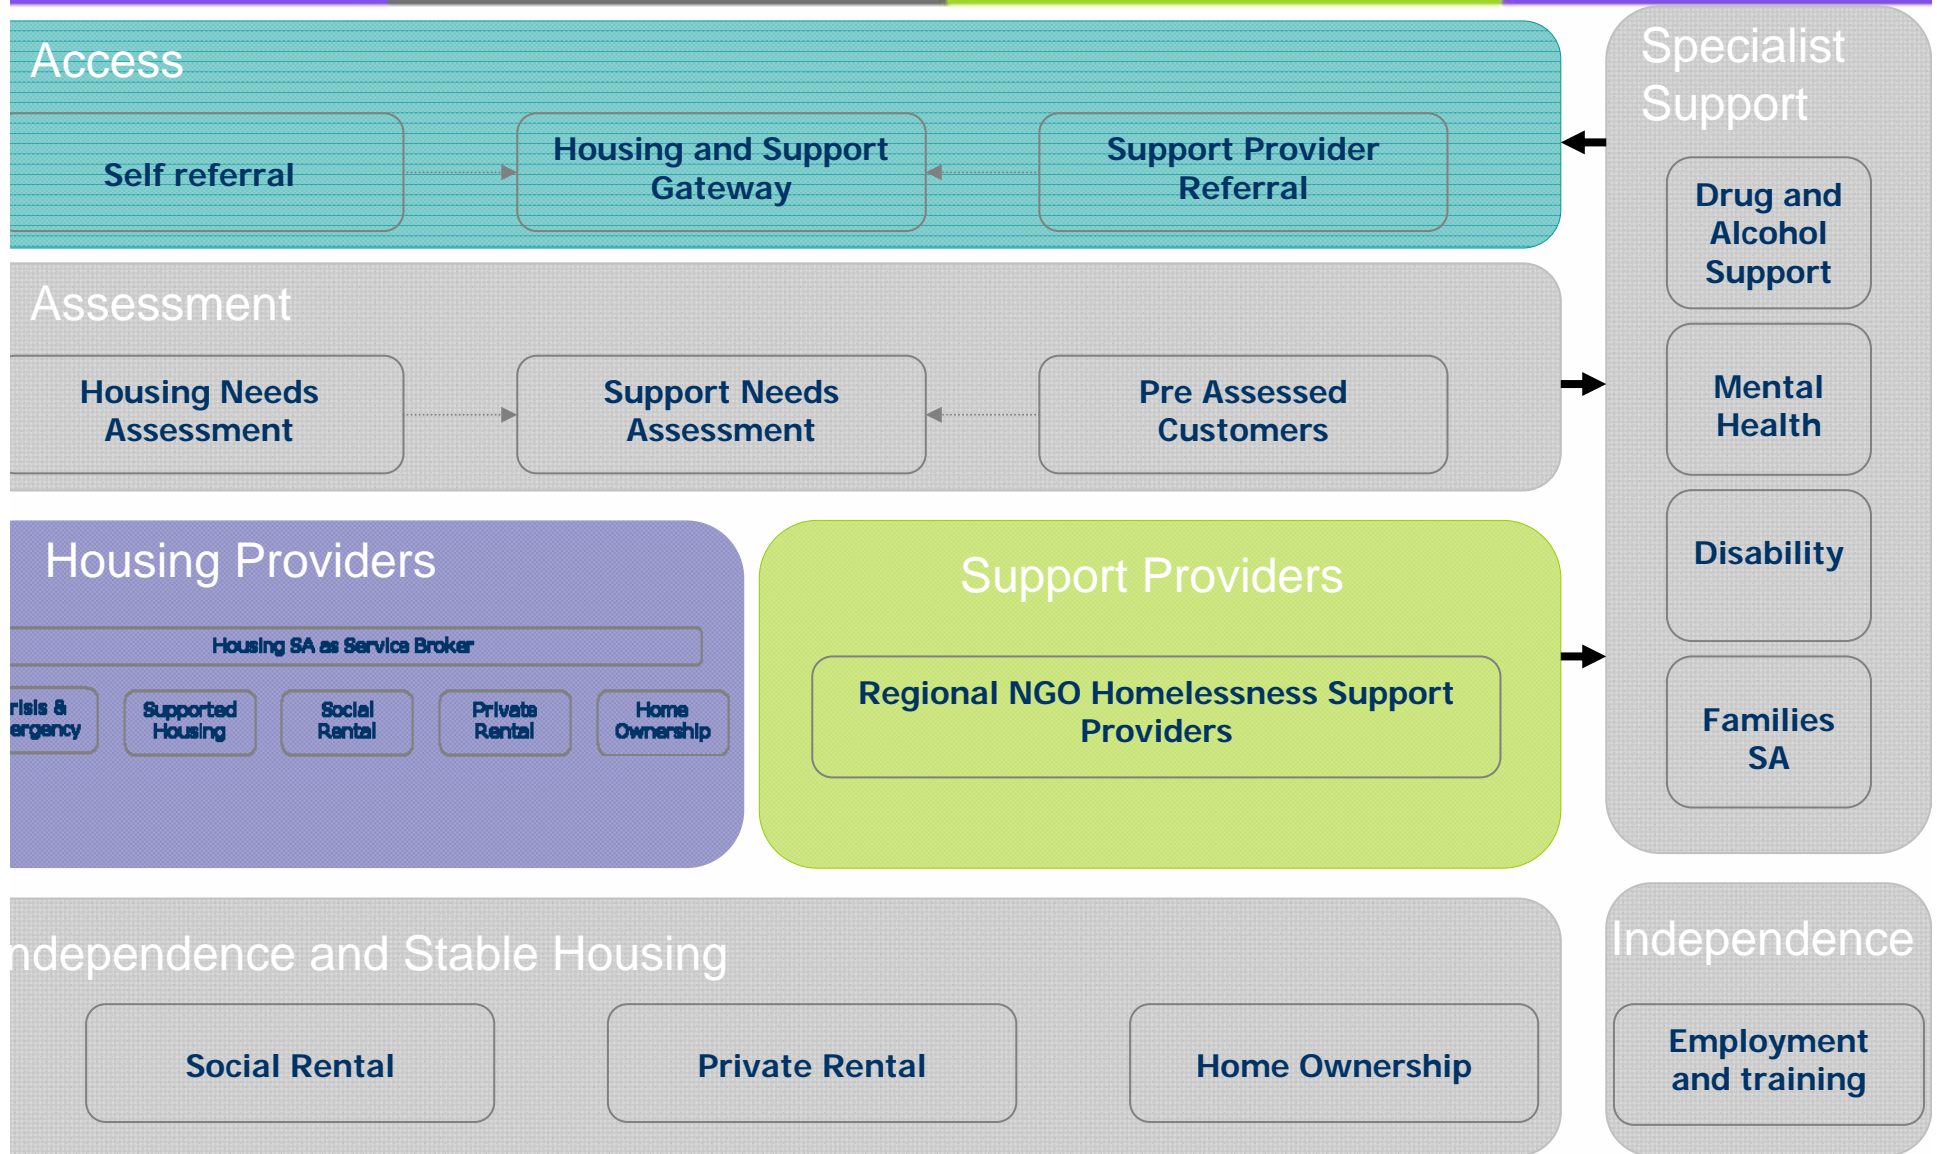 Access
Self referral
Housing and Support
Gateway
Support Provider
Referral
Specialist
Support
Drug and
Alcohol
Support
Mental
Health
Disability
Families
SA
Assessment
Housing Needs
Assessment
Support Needs
Assessment
Pre Assessed
Customers
Housing Providers
Housing SA as Service Broker
risis &
ergency
Supported
Housing
Social
Rental
Private
Rental
Home
Ownership
Support Providers
Regional NGO Homelessness Support
Providers
ndependence and Stable Housing
Social Rental
Private Rental
Home Ownership
Independence
Employment
and training